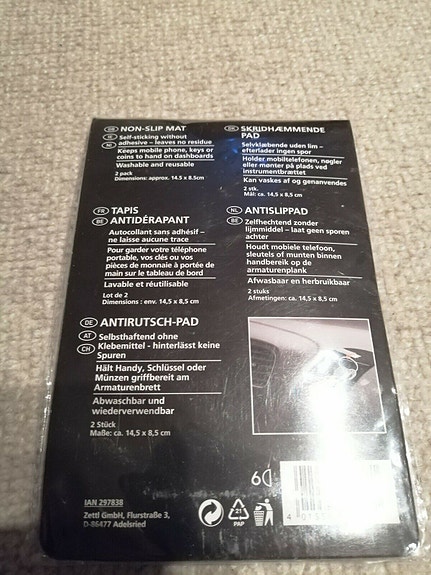 GB NON-SLIP MAT
IE Self-sticking without
NI adhesive – leaves no residue
Keeps mobile phone, keys or
coins to hand on dashboards
Washable and reusable
2 pack
Dimensions: approx. 14,5 x 8.5cm
DK SKRIDHÆMMENDE
PAD
Selvklæbende uden lim –
efterlader ingen spor
Holder mobiltelefonen, nøgler
eller mønter på plads ved
instrumentbrættet
Kan vaskes af og genanvendes
2 stk.
Mål: ca. 14,5 x 8,5 cm
FR TAPIS
BE ANTIDÉRAPANT
Autocollant sans adhésif –
ne laisse aucune trace
Pour garder votre téléphone
portable, vos clés ou vos
pièces de monnaie à portée de
main sur le tableau de bord
Lavable et réutilisable
Lot de 2
Dimensions : env. 14,5 x 8,5 cm
NL ANTISLIPPAD
BE Zelfhechtend zonder
lijmmiddel – laat geen sporen
achter
Houdt mobiele telefoon,
sleutels of munten binnen
handbereik op de
armaturenplank
Afwasbaar en herbruikbaar
2 stuks
Afmetingen: ca. 14,5 x 8,5 cm
DE ANTIRUTSCH-PAD
AT Selbsthaftend ohne
CH Klebemittel - hinterlässt keine
Spuren
Hält Handy, Schlüssel oder
Münzen griffbereit am
Armaturenbrett
Abwaschbar und
wiederverwendbar
2 Stück
Maße: ca. 14,5 x 8,5 cm
IAN 297838
Zettl GmbH, Flurstraße 3,
D-86477 Adelsried
21
PAP